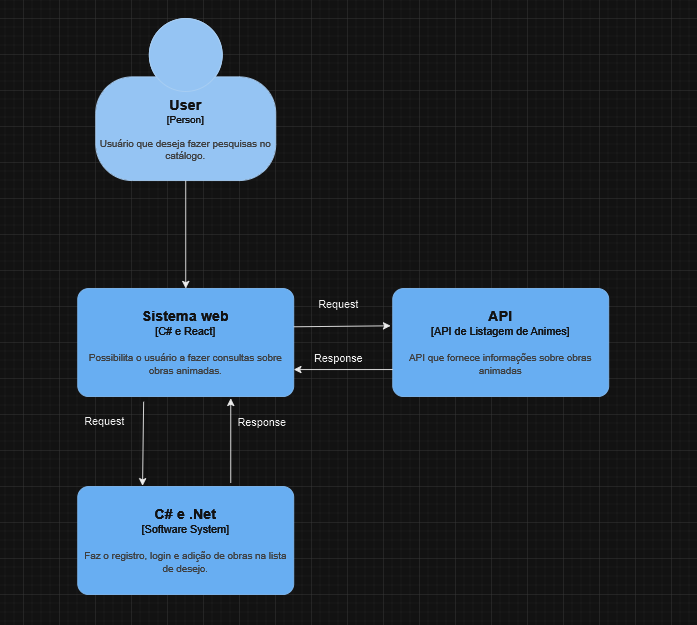 User
[Person]
Usuário que deseja fazer pesquisas no
catálogo.
Sistema web
[C# e React]
Possibilita o usuário a fazer consultas sobre
obras animadas.
Request
Response
API
[API de Listagem de Animes]
API que fornece informações sobre obras
animadas
Request
Response
C# e .Net
[Software System]
Faz o registro, login e adição de obras na lista
de desejo.